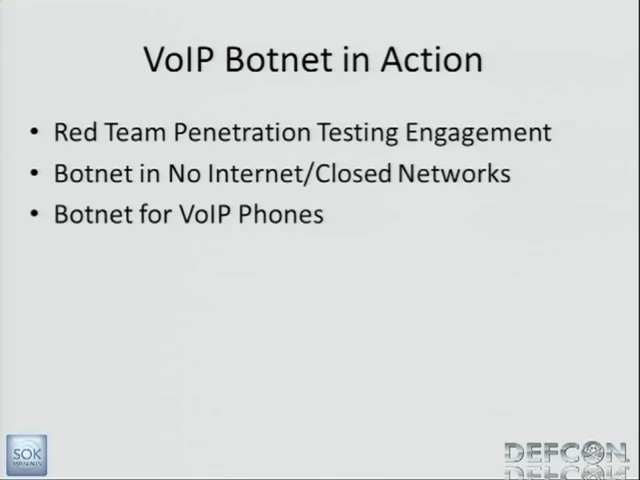 VoIP Botnet in Action
• Red Team Penetration Testing Engagement
• Botnet in No Internet/Closed Networks
• Botnet for VoIP Phones
SOK
PRESENTS
DEFCON